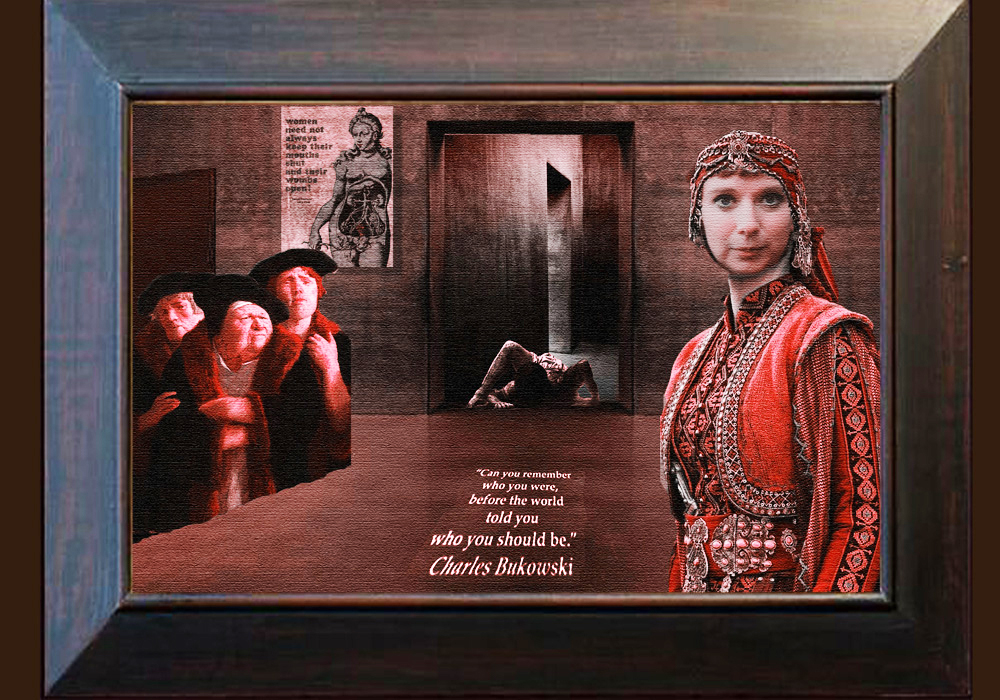 women
need not
always
keep their
mouths
shut
and their
wombs
open!
"Can you remember
who you were,
before the world
told you
who you should be."
Charles Bukowski